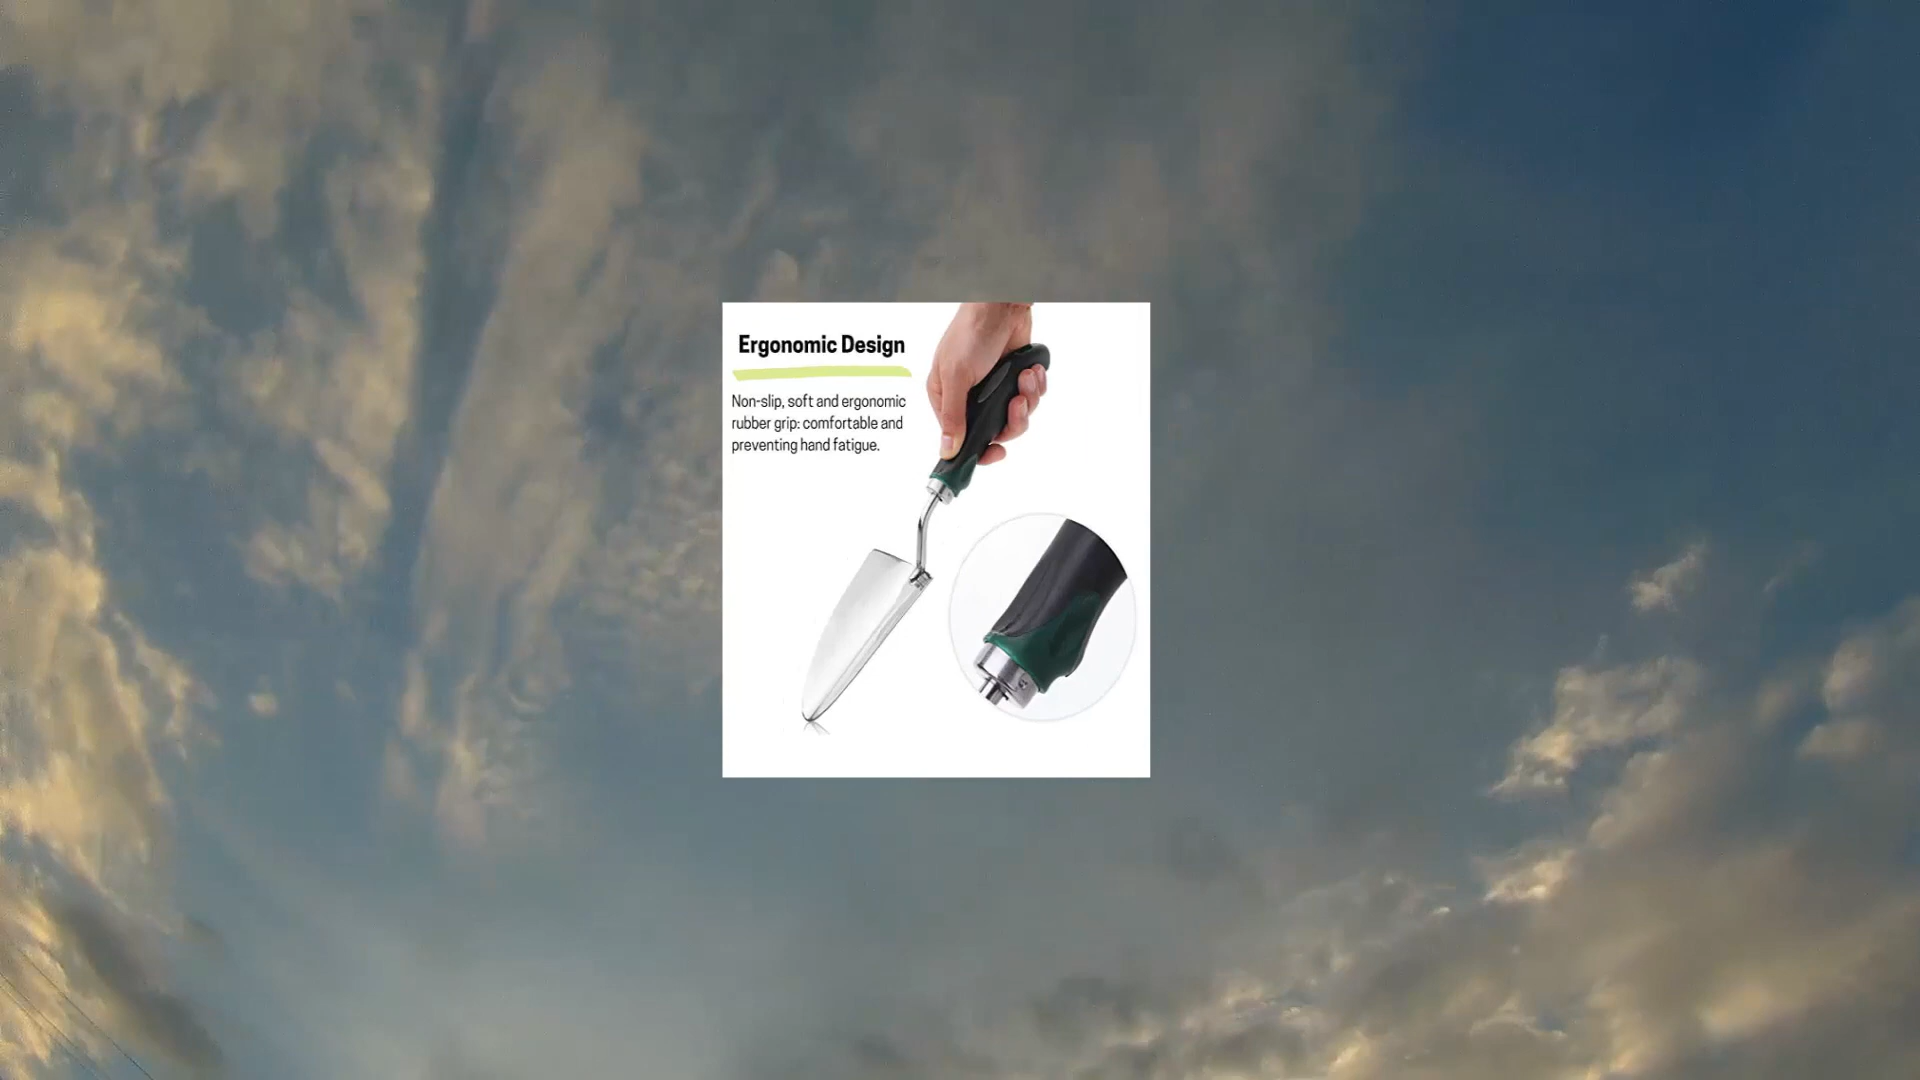 Ergonomic Design
Non-slip, soft and ergonomic
rubber grip: comfortable and
preventing hand fatigue.